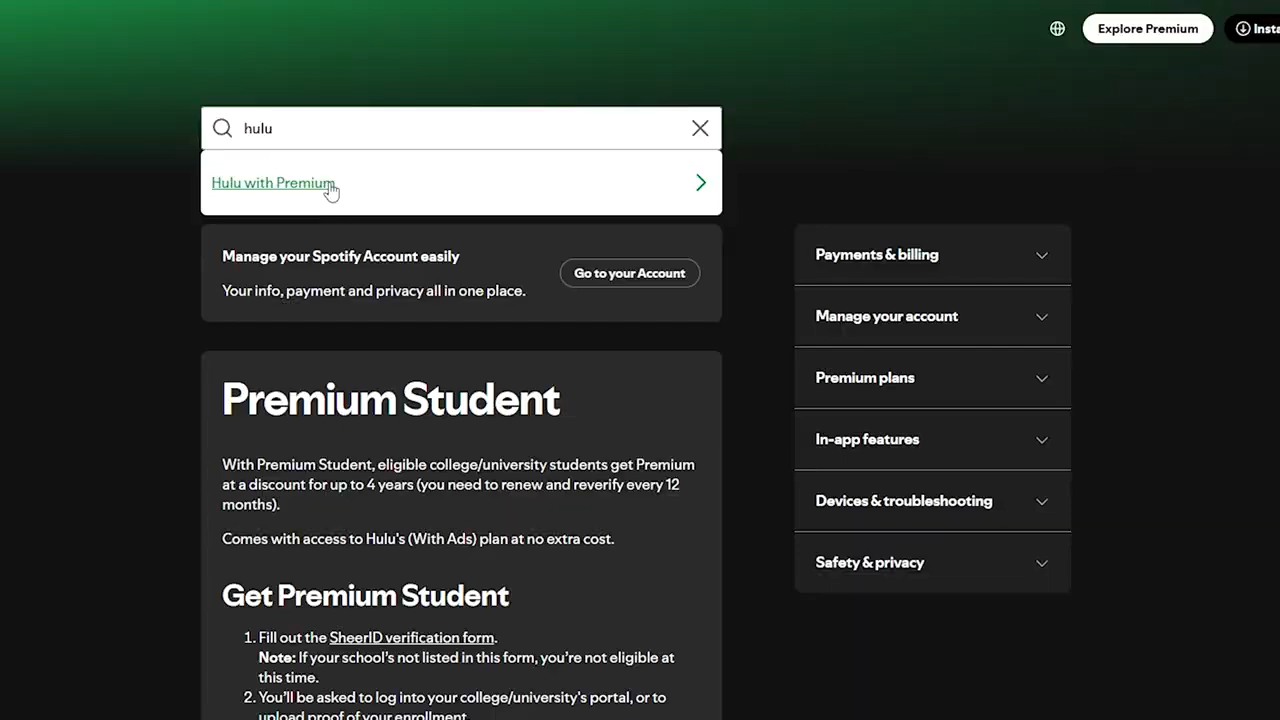 Explore Premium
hulu
Hulu with Premium
Manage your Spotify Account easily
Go to your Account
Your info, payment and privacy all in one place.
Payments & billing
Manage your account
Premium plans
In-app features
Devices & troubleshooting
Safety & privacy
Premium Student
With Premium Student, eligible college/university students get Premium
at a discount for up to 4 years (you need to renew and reverify every 12
months).
Comes with access to Hulu's (With Ads) plan at no extra cost.
Get Premium Student
1. Fill out the SheerID verification form.
Note: If your school's not listed in this form, you're not eligible at
this time.
2. You'll be asked to log into your college/university's portal, or to
upload proof of your enrollment.